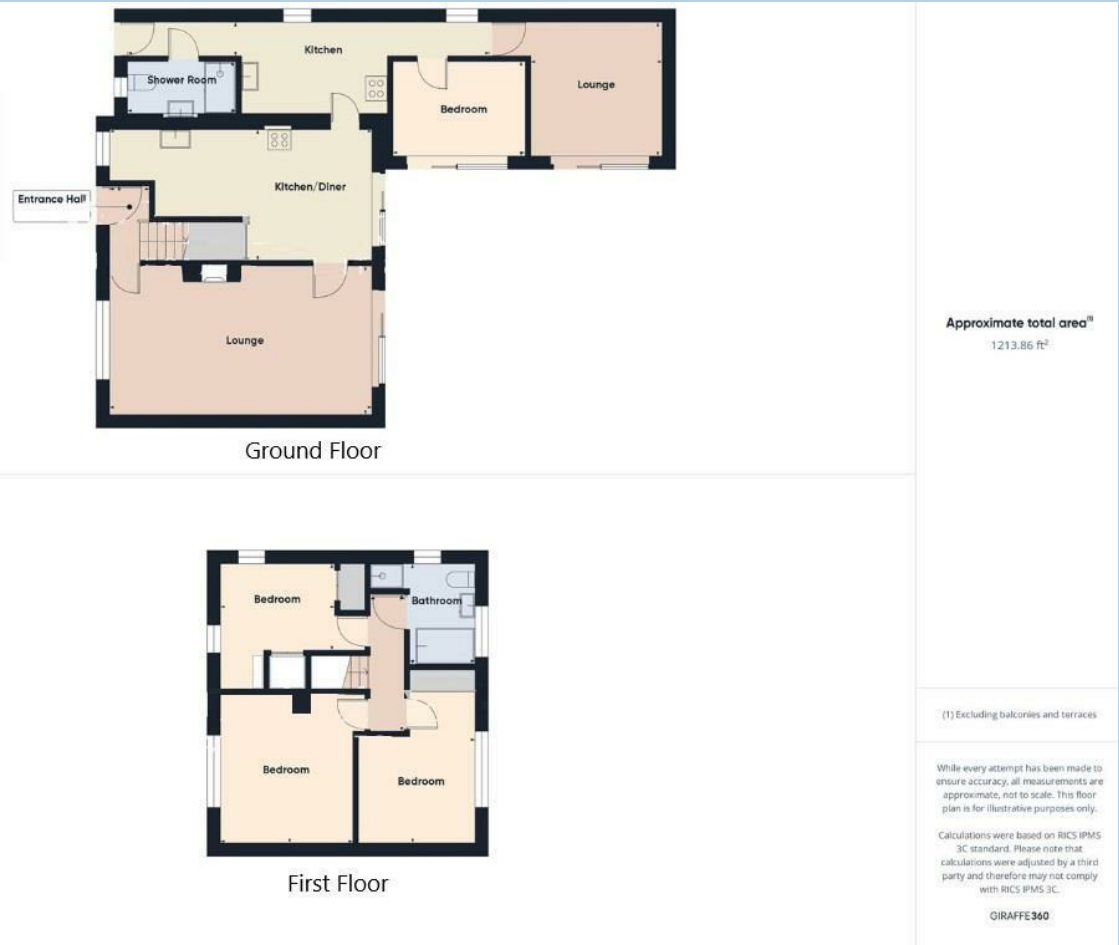 Kitchen
Shower Room
Lounge
Bedroom
Kitchen/Diner
Entrance Hall
Lounge
Ground Floor
Approximate total area(1)
1213.86 ft²
Bedroom
Bathroom
Bedroom
Bedroom
First Floor
(1) Excluding balconies and terraces
While every attempt has been made to
ensure accuracy, all measurements are
approximate, not to scale. This floor
plan is for illustrative purposes only.
Calculations were based on RICS IPMS
3C standard. Please note that
calculations were adjusted by a third
party and therefore may not comply
with RICS IPMS 3C.
GIRAFFE360